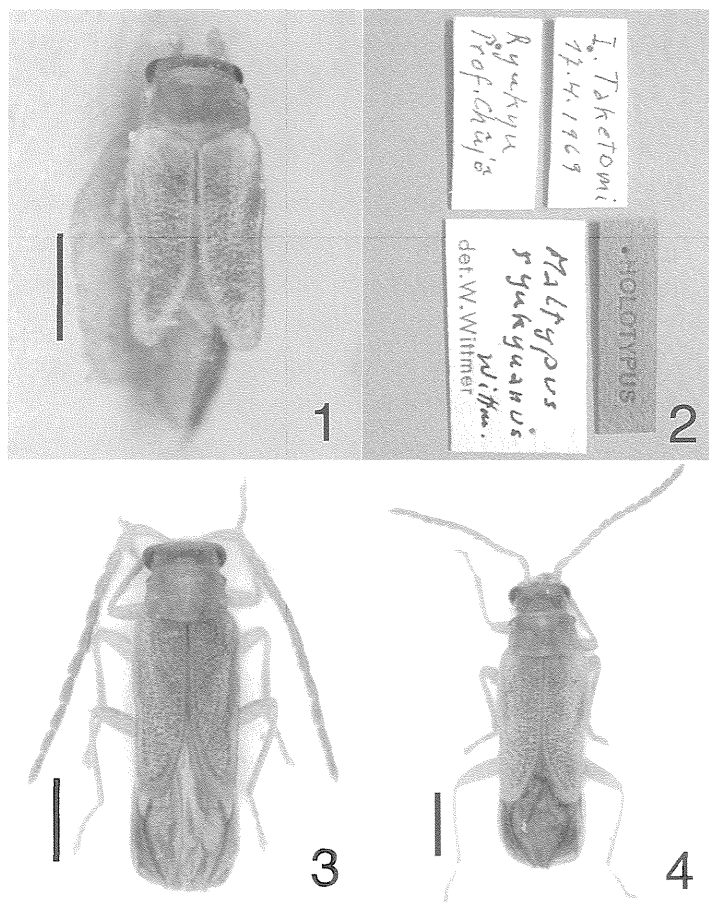 1
I. Taketomi
17.4.1969
Ryukyu
Prof. Chûjô
Maltypus
ryukyuanus
Wittm.
det.W.Wittmer
HOLOTYPUS
2
3
4